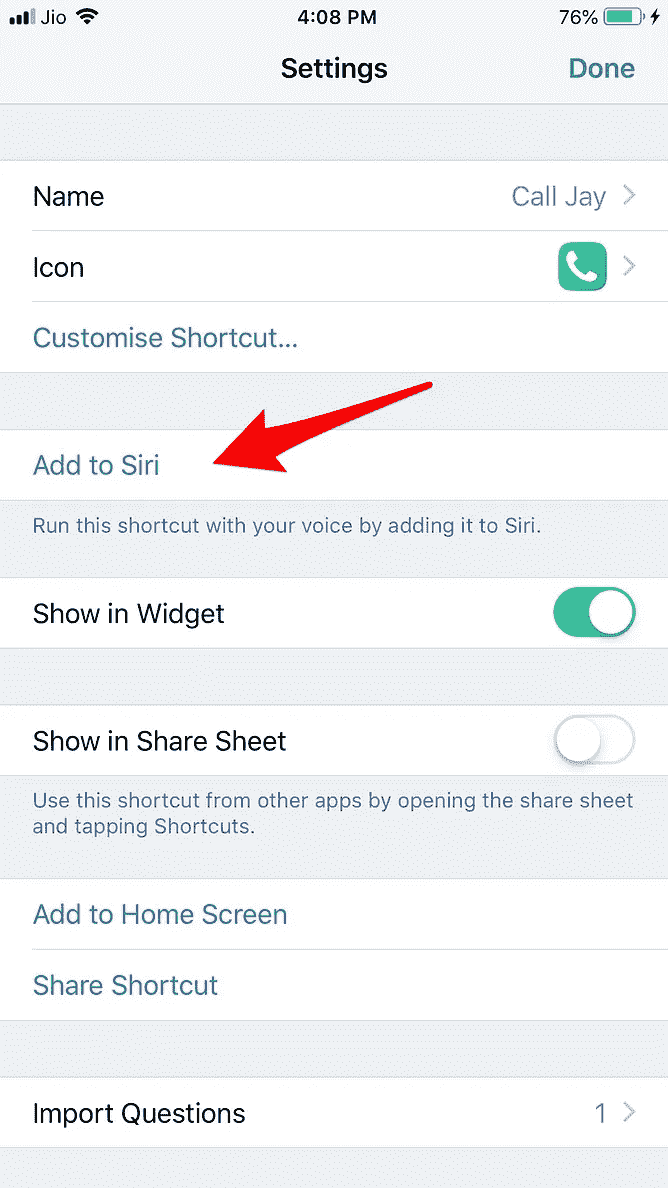 Jio 4:08 PM 76%
Settings Done
Name Call Jay
Icon
Customise Shortcut...
Add to Siri
Run this shortcut with your voice by adding it to Siri.
Show in Widget
Show in Share Sheet
Use this shortcut from other apps by opening the share sheet
and tapping Shortcuts.
Add to Home Screen
Share Shortcut
Import Questions 1